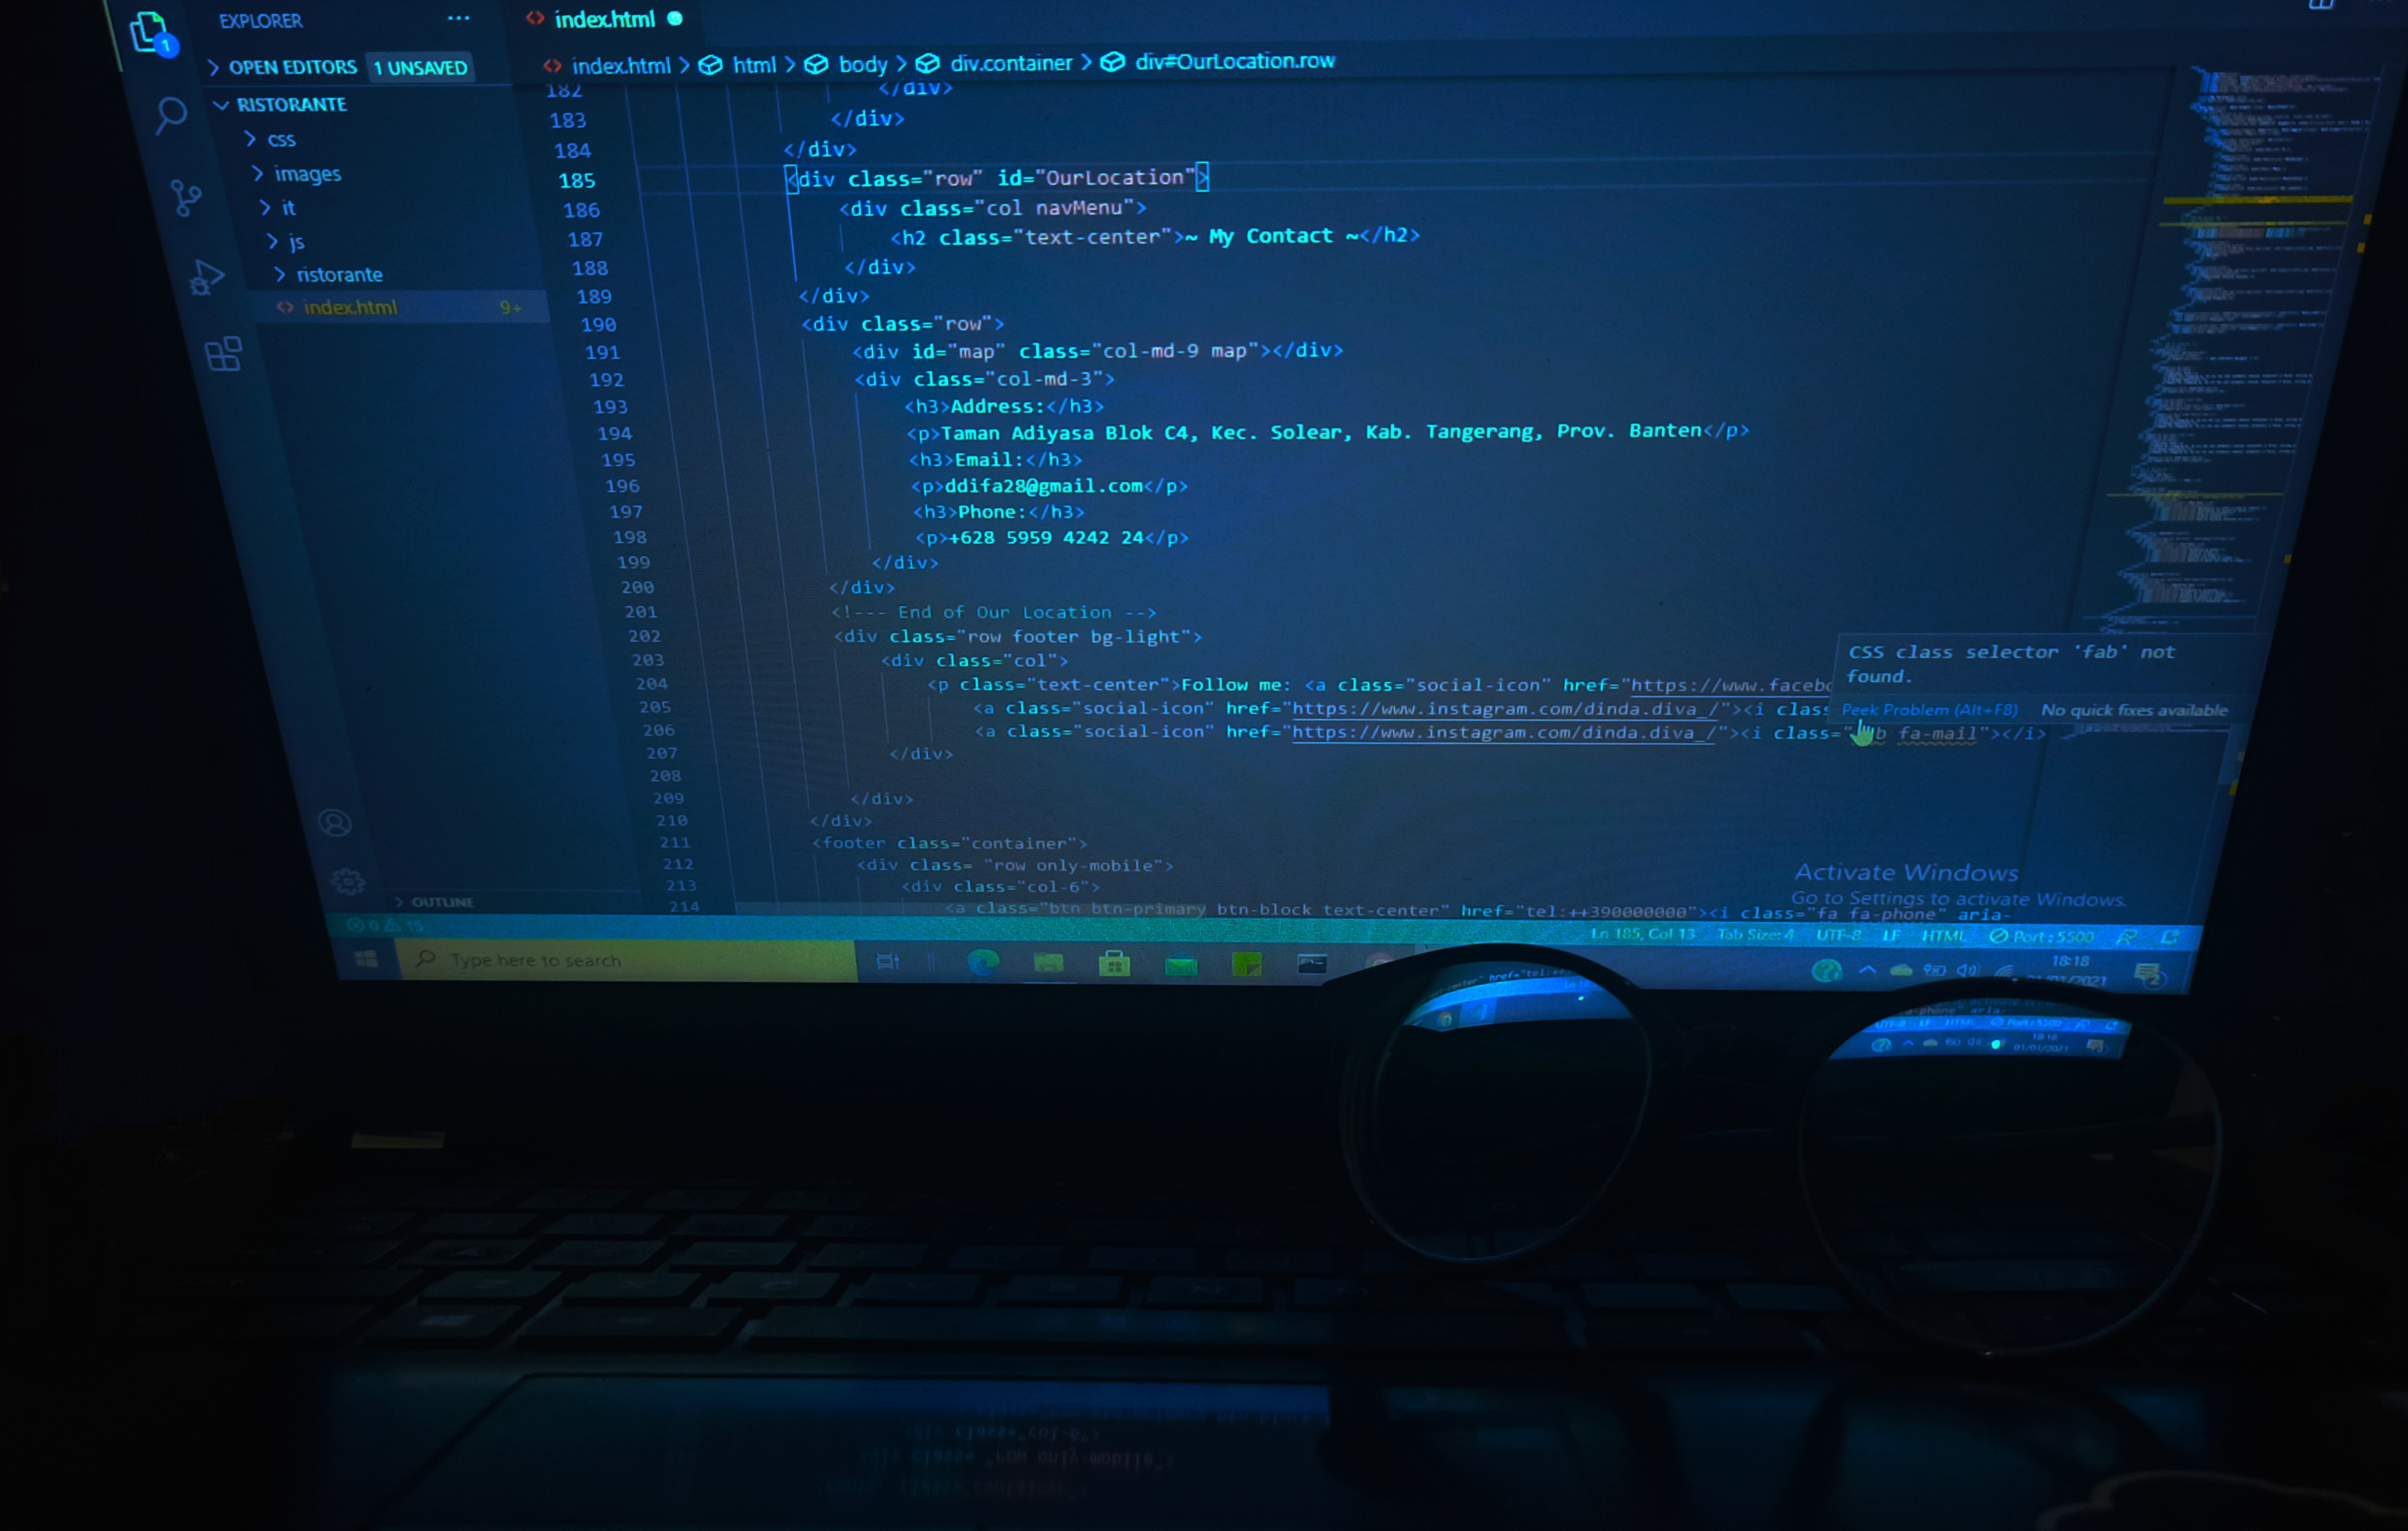 EXPLORER ...
OPEN EDITORS 1 UNSAVED
RISTORANTE
css
images
it
js
ristorante
index.html 9+
OUTLINE
index.html
index.html > html > body > div.container > div#OurLocation.row
182 </div>
183 </div>
184 </div>
185 <div class="row" id="OurLocation">
186 <div class="col navMenu">
187 <h2 class="text-center">~ My Contact ~</h2>
188 </div>
189 </div>
190 <div class="row">
191 <div id="map" class="col-md-9 map"></div>
192 <div class="col-md-3">
193 <h3>Address:</h3>
194 <p>Taman Adiyasa Blok C4, Kec. Solear, Kab. Tangerang, Prov. Banten</p>
195 <h3>Email:</h3>
196 <p>ddifa28@gmail.com</p>
197 <h3>Phone:</h3>
198 <p>+628 5959 4242 24</p>
199 </div>
200 </div>
201 <!--- End of Our Location -->
202 <div class="row footer bg-light">
203 <div class="col">
204 <p class="text-center">Follow me: <a class="social-icon" href="https://www.facebo
205 <a class="social-icon" href="https://www.instagram.com/dinda.diva_/"><i class
206 <a class="social-icon" href="https://www.instagram.com/dinda.diva_/"><i class=" b fa-mail"></i>
207 </div>
208
209 </div>
210 </div>
211 <footer class="container">
212 <div class= "row only-mobile">
213 <div class="col-6">
214 <a class="btn btn-primary btn-block text-center" href="tel:++390000000"><i class="fa fa-phone" aria-
CSS class selector 'fab' not
found.
Peek Problem (Alt+F8) No quick fixes available
Activate Windows
Go to Settings to activate Windows.
0 15
Ln 185, Col 13 Tab Size: 4 UTF-8 LF HTML Port : 5500
Type here to search
18:18
01/01/2021
2